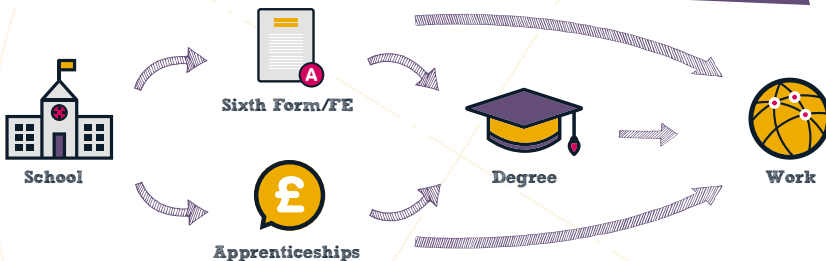 A
Sixth Form/FE
School
Degree
Work
£
Apprenticeships